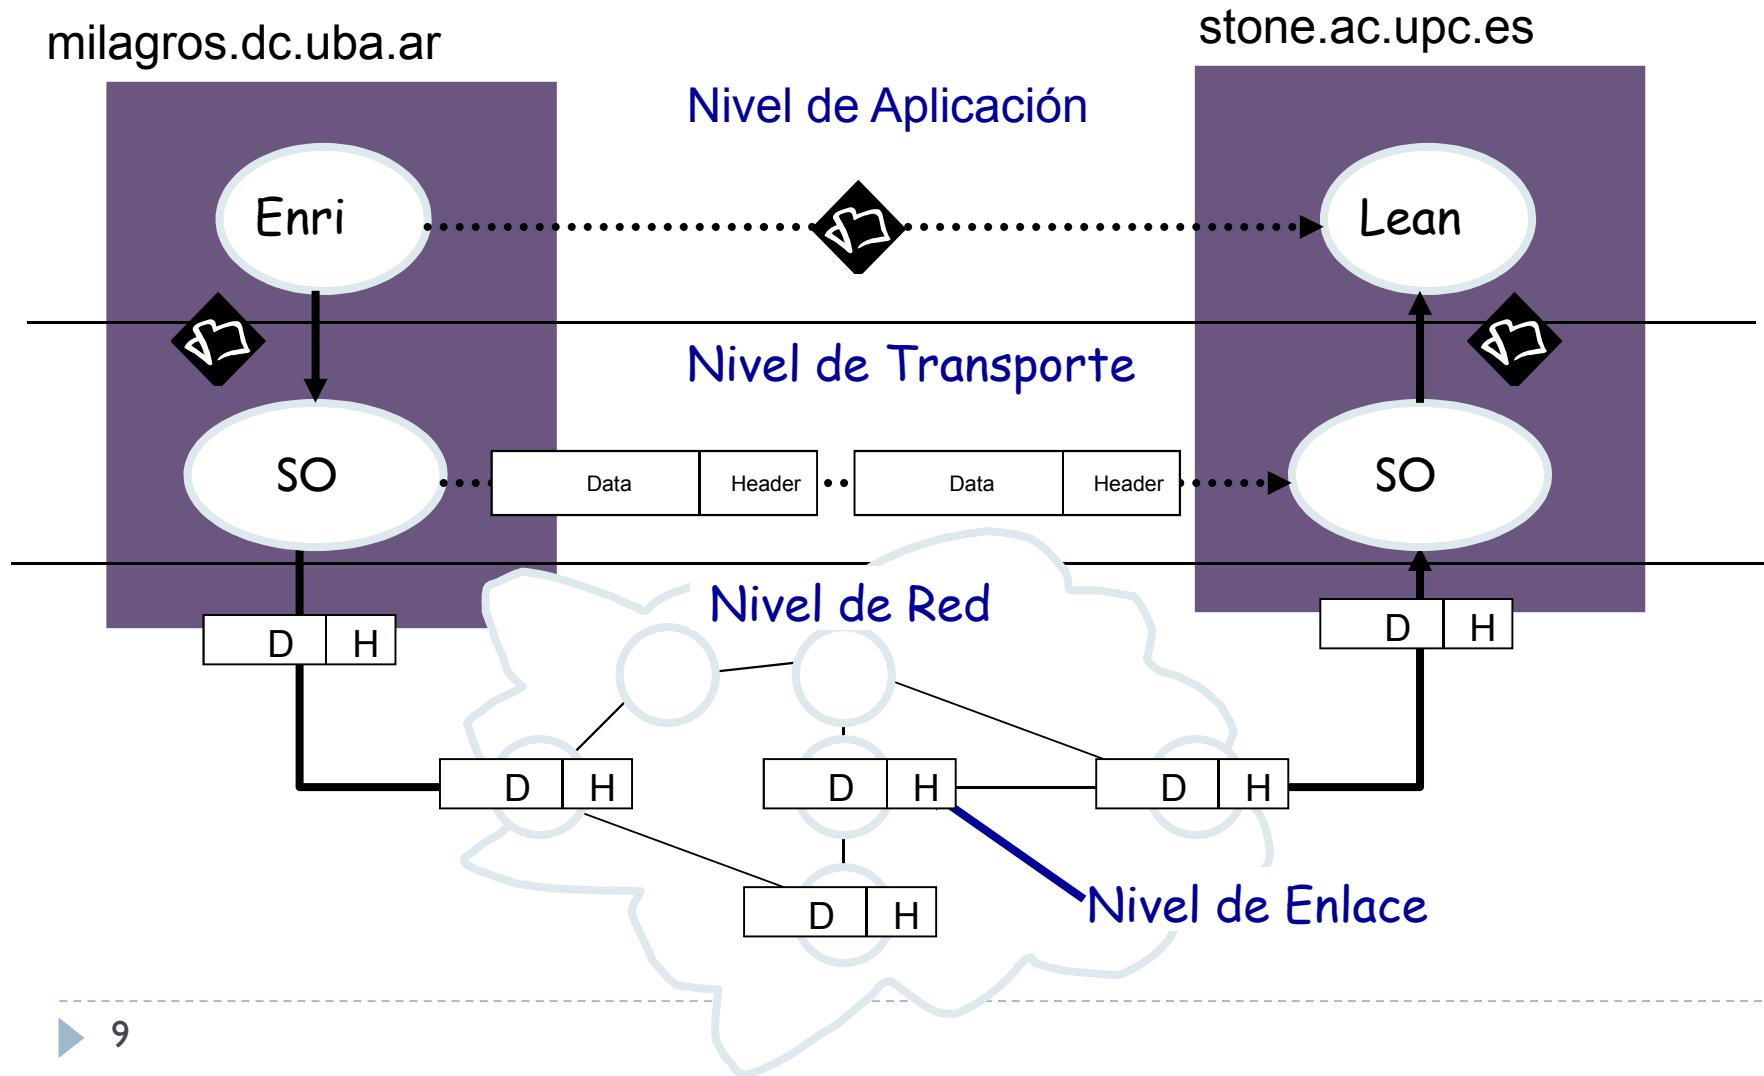 milagros.dc.uba.ar
stone.ac.upc.es
Nivel de Aplicación
Enri
Lean
Nivel de Transporte
SO
Data
Header
Data
Header
SO
Nivel de Red
D
H
D
H
D
H
D
H
D
H
Nivel de Enlace
D
H
9